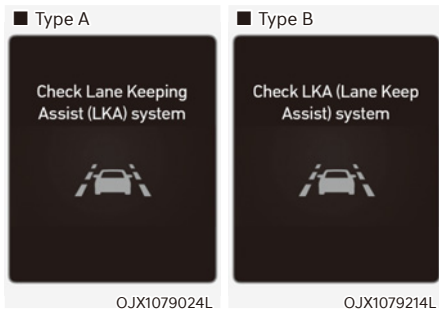 ■ Type A
Check Lane Keeping
Assist (LKA) system
OJX1079024L
■ Type B
Check LKA (Lane Keep
Assist) system
OJX1079214L